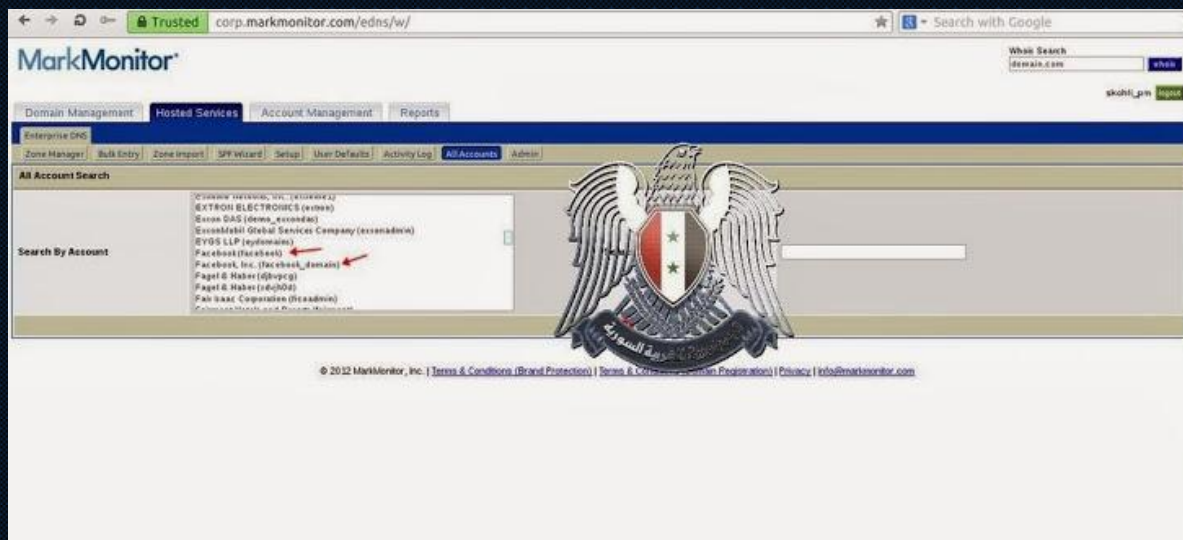 Trusted corp.markmonitor.com/edns/w/ Search with Google
MarkMonitor
Whois Search
domain.com whois
skohli_pm logout
Domain Management Hosted Services Account Management Reports
Enterprise DNS
Zone Manager Bulk Entry Zone Import SPF Wizard Setup User Defaults Activity Log All Accounts Admin
All Account Search
Search By Account
EXTRON ELECTRONICS (extron)
Exxon DAS (demo_exxondas)
ExxonMobil Global Services Company (exxonadmin)
EYGS LLP (eydomains)
Facebook (facebook)
Facebook, Inc. (facebook_domain)
Fagel & Haber (djbvpcg)
Fagel & Haber
Fair Isaac Corporation (ficoadmin)
السورية
© 2012 MarkMonitor, Inc. | Terms & Conditions (Brand Protection) | Terms & Registration) | Privacy | info@markmonitor.com